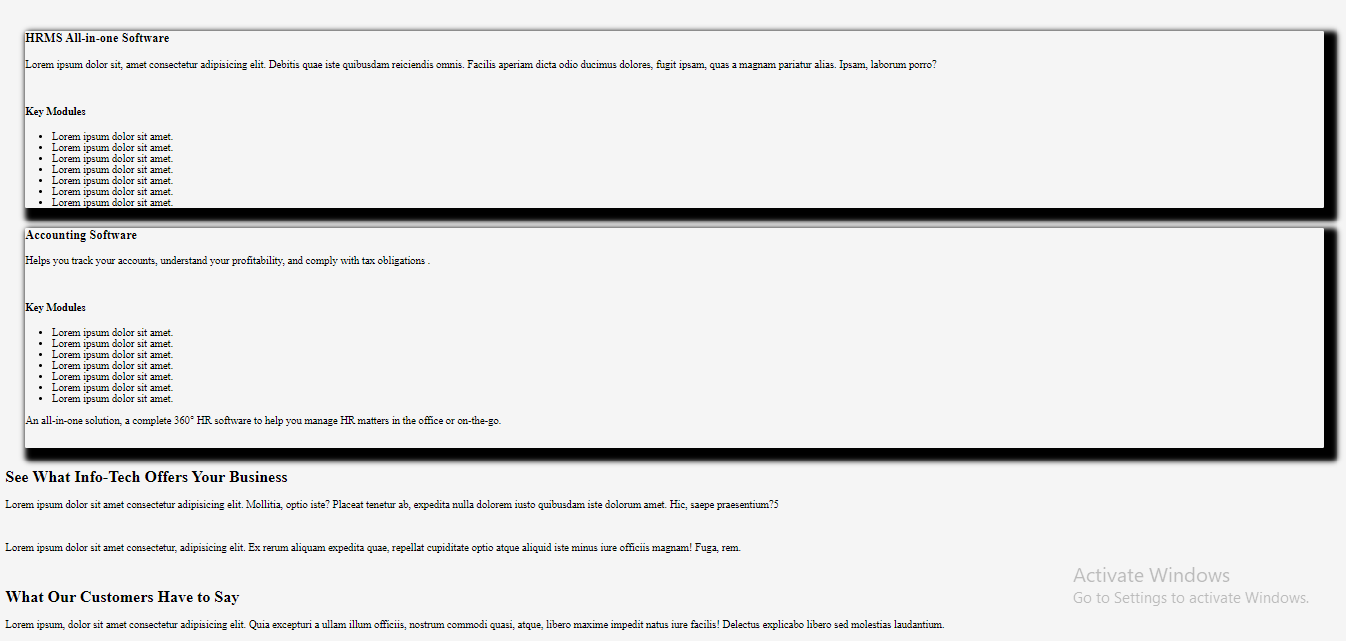 HRMS All-in-one Software
Lorem ipsum dolor sit, amet consectetur adipisicing elit. Debitis quae iste quibusdam reiciendis omnis. Facilis aperiam dicta odio ducimus dolores, fugit ipsam, quas a magnam pariatur alias. Ipsam, laborum porro?
Key Modules
• Lorem ipsum dolor sit amet.
• Lorem ipsum dolor sit amet.
• Lorem ipsum dolor sit amet.
• Lorem ipsum dolor sit amet.
• Lorem ipsum dolor sit amet.
• Lorem ipsum dolor sit amet.
• Lorem ipsum dolor sit amet.
Accounting Software
Helps you track your accounts, understand your profitability, and comply with tax obligations .
Key Modules
• Lorem ipsum dolor sit amet.
• Lorem ipsum dolor sit amet.
• Lorem ipsum dolor sit amet.
• Lorem ipsum dolor sit amet.
• Lorem ipsum dolor sit amet.
• Lorem ipsum dolor sit amet.
• Lorem ipsum dolor sit amet.
An all-in-one solution, a complete 360° HR software to help you manage HR matters in the office or on-the-go.
See What Info-Tech Offers Your Business
Lorem ipsum dolor sit amet consectetur adipisicing elit. Mollitia, optio iste? Placeat tenetur ab, expedita nulla dolorem iusto quibusdam iste dolorum amet. Hic, saepe praesentium?5
Lorem ipsum dolor sit amet consectetur, adipisicing elit. Ex rerum aliquam expedita quae, repellat cupiditate optio atque aliquid iste minus iure officiis magnam! Fuga, rem.
What Our Customers Have to Say
Lorem ipsum, dolor sit amet consectetur adipisicing elit. Quia excepturi a ullam illum officiis, nostrum commodi quasi, atque, libero maxime impedit natus iure facilis! Delectus explicabo libero sed molestias laudantium.
Activate Windows
Go to Settings to activate Windows.